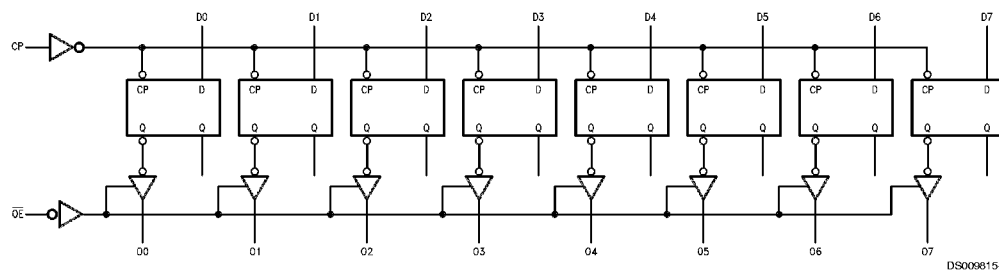 D0 D1 D2 D3 D4 D5 D6 D7
CP
CP D CP D CP D CP D CP D CP D CP D CP D
Q Q Q Q Q Q Q Q Q Q Q Q Q Q Q Q
O̅E̅
O0 O1 O2 O3 O4 O5 O6 O7
DS009815-